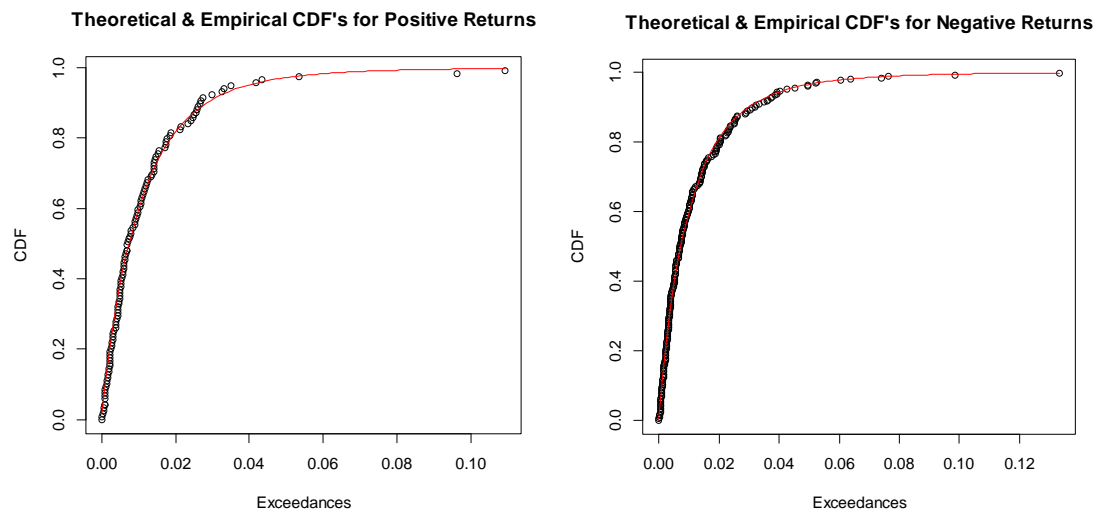 Theoretical & Empirical CDF's for Positive Returns
CDF
1.0
0.8
0.6
0.4
0.2
0.0
0.00 0.02 0.04 0.06 0.08 0.10
Exceedances
Theoretical & Empirical CDF's for Negative Returns
CDF
1.0
0.8
0.6
0.4
0.2
0.0
0.00 0.02 0.04 0.06 0.08 0.10 0.12
Exceedances